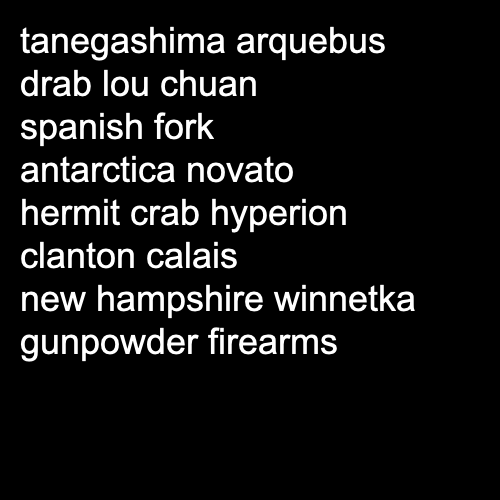 tanegashima arquebus
drab lou chuan
spanish fork
antarctica novato
hermit crab hyperion
clanton calais
new hampshire winnetka
gunpowder firearms